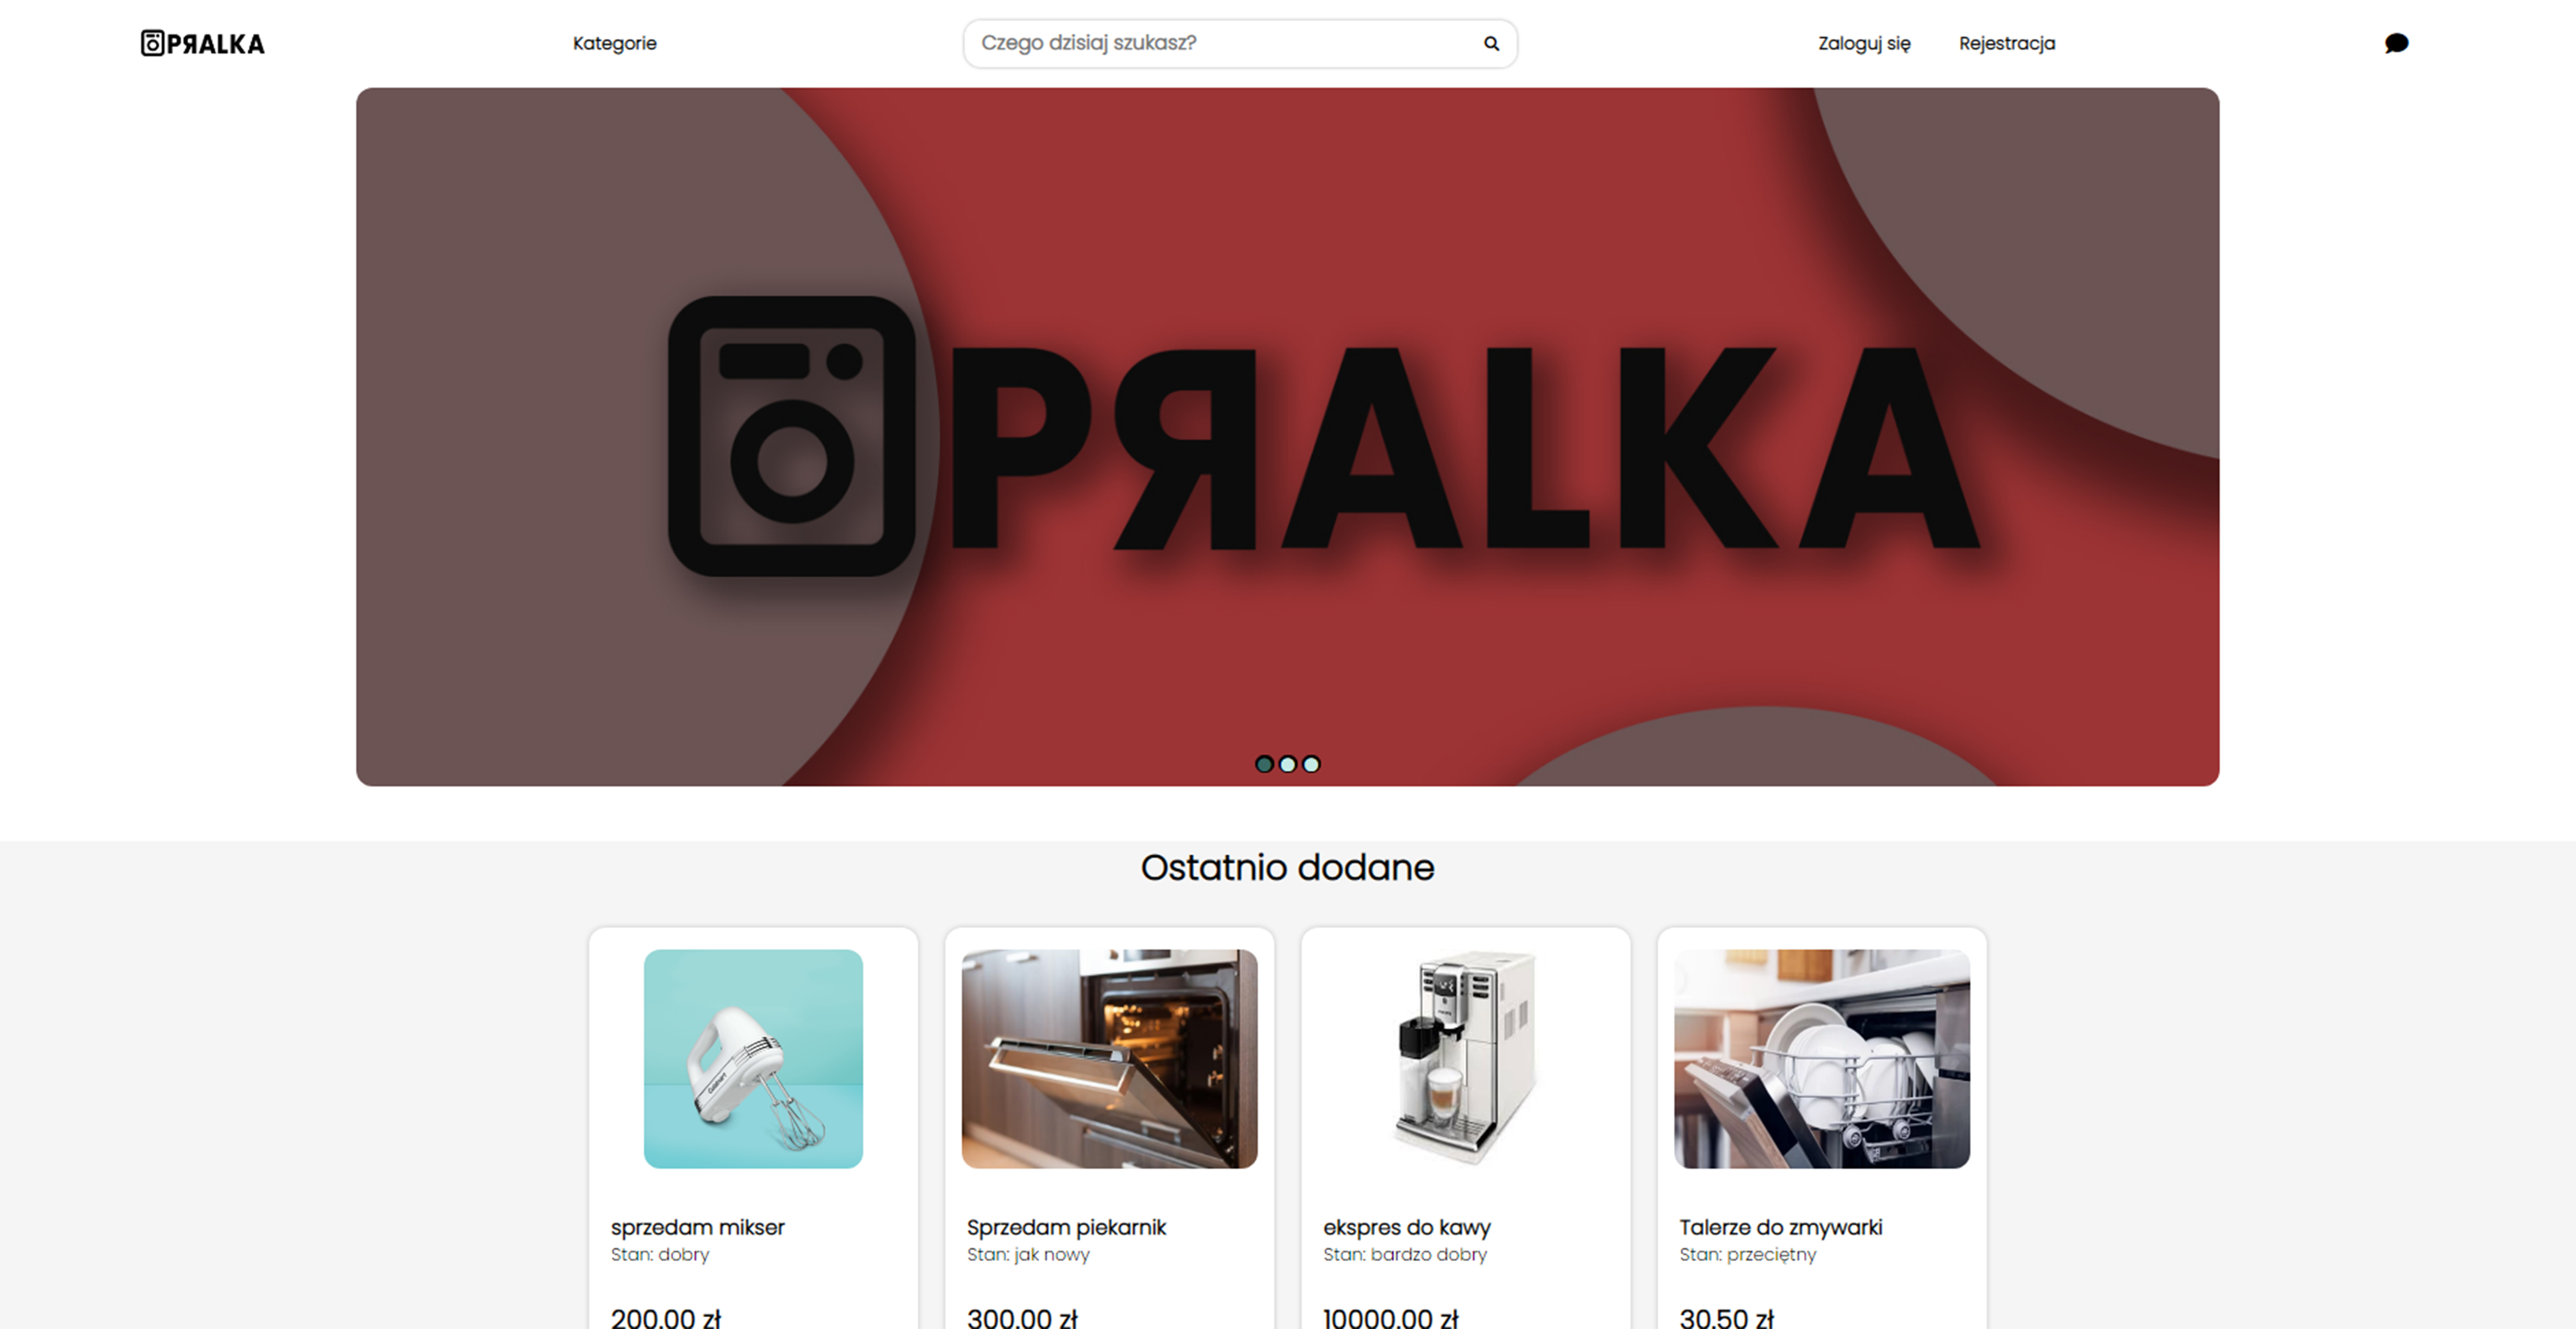 PЯALKA
Kategorie
Czego dzisiaj szukasz?
Zaloguj się
Rejestracja
PЯALKA
Ostatnio dodane
sprzedam mikser
Stan: dobry
200.00 zł
Sprzedam piekarnik
Stan: jak nowy
300.00 zł
ekspres do kawy
Stan: bardzo dobry
10000.00 zł
Talerze do zmywarki
Stan: przeciętny
30.50 zł